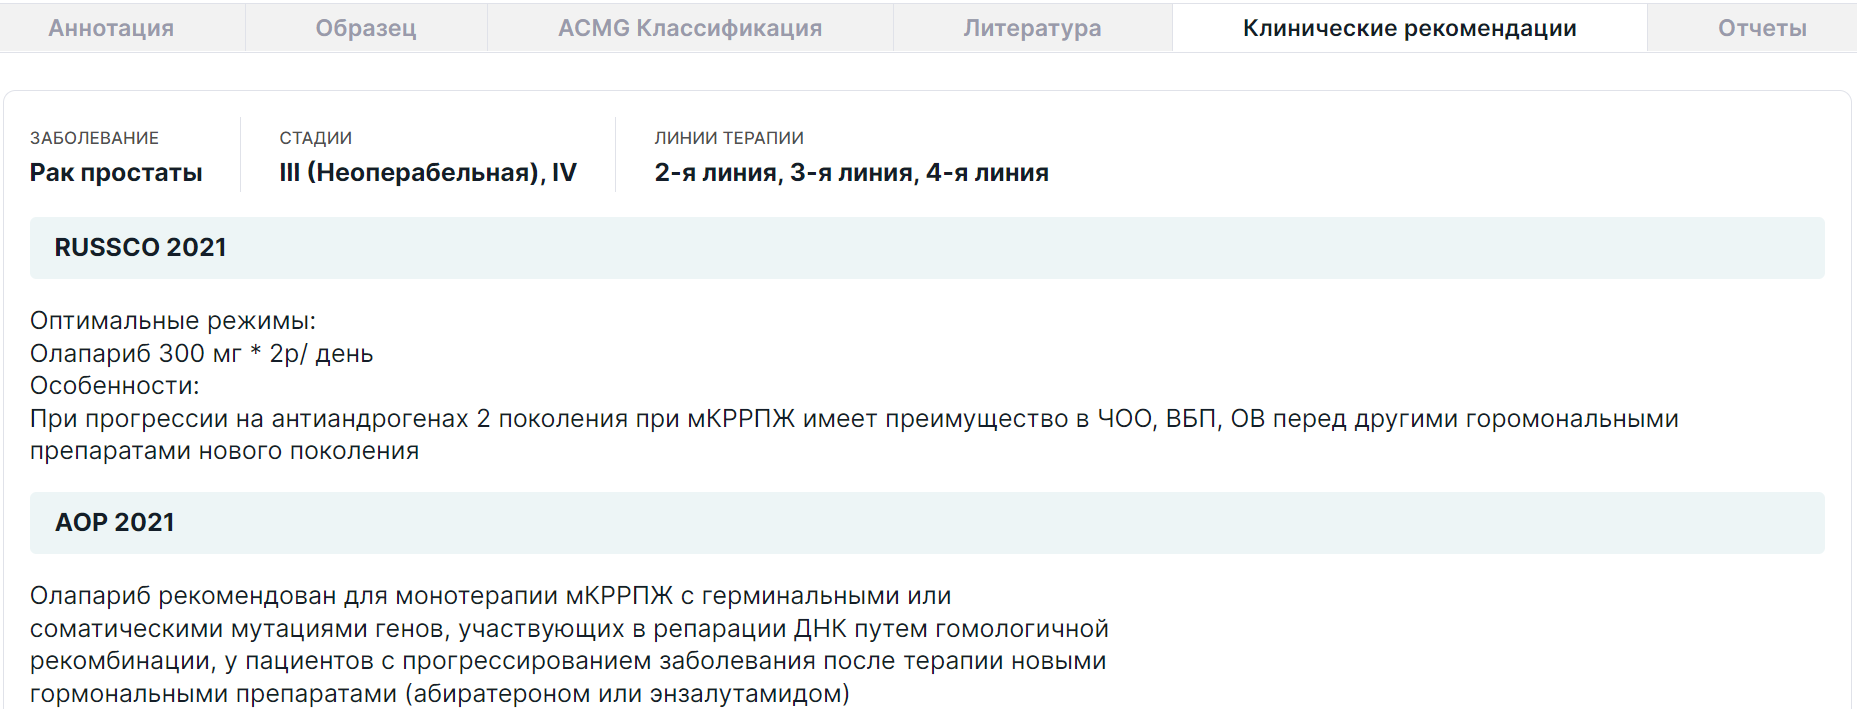 Аннотация
Образец
ACMG Классификация
Литература
Клинические рекомендации
Отчеты
ЗАБОЛЕВАНИЕ
Рак простаты
СТАДИИ
III (Неоперабельная), IV
ЛИНИИ ТЕРАПИИ
2-я линия, 3-я линия, 4-я линия
RUSSCO 2021
Оптимальные режимы:
Олапариб 300 мг * 2р/ день
Особенности:
При прогрессии на антиандрогенах 2 поколения при мКРРПЖ имеет преимущество в ЧОО, ВБП, ОВ перед другими горомональными
препаратами нового поколения
АОР 2021
Олапариб рекомендован для монотерапии мКРРПЖ с герминальными или
соматическими мутациями генов, участвующих в репарации ДНК путем гомологичной
рекомбинации, у пациентов с прогрессированием заболевания после терапии новыми
гормональными препаратами (абиратероном или энзалутамидом)